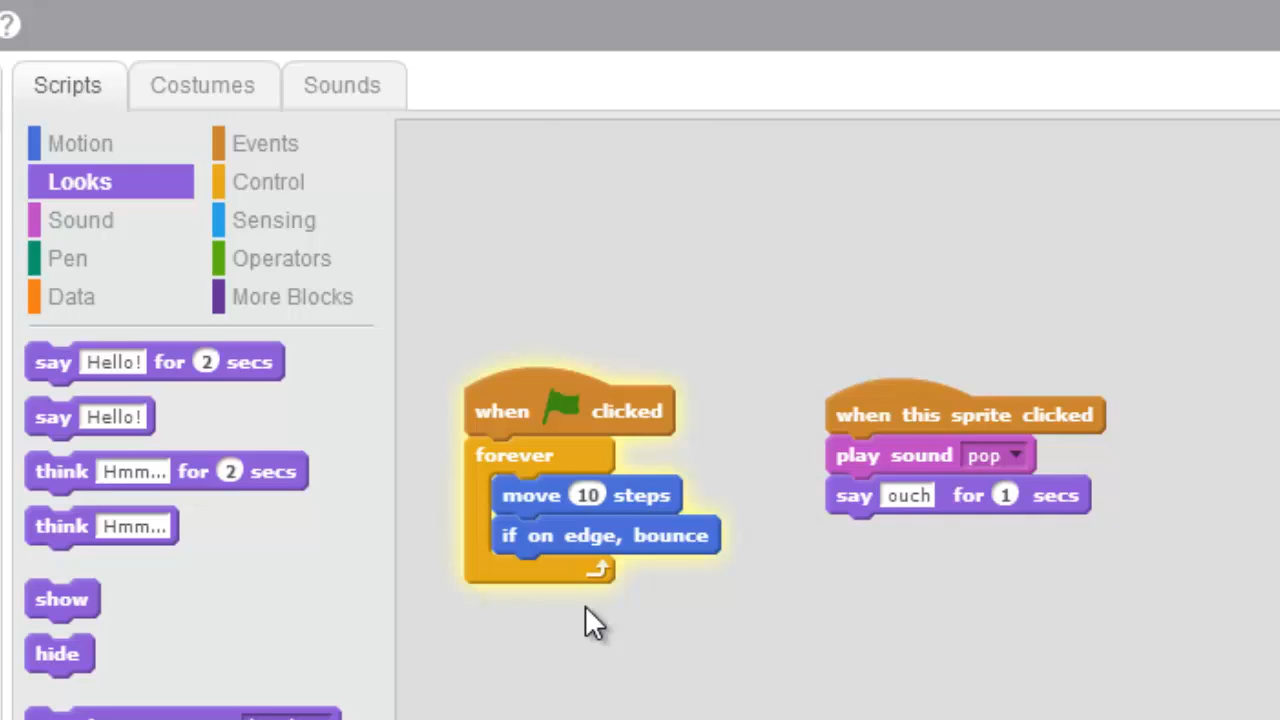 ?
Scripts
Costumes
Sounds
Motion
Events
Looks
Control
Sound
Sensing
Pen
Operators
Data
More Blocks
say Hello! for 2 secs
say Hello!
think Hmm... for 2 secs
think Hmm...
show
hide
when clicked
forever
move 10 steps
if on edge, bounce
when this sprite clicked
play sound pop
say ouch for 1 secs